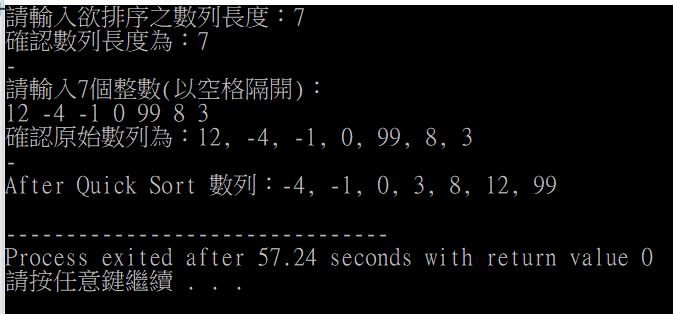 請輸入欲排序之數列長度：7
確認數列長度為：7
-
請輸入7個整數(以空格隔開)：
12 -4 -1 0 99 8 3
確認原始數列為：12, -4, -1, 0, 99, 8, 3
-
After Quick Sort 數列：-4, -1, 0, 3, 8, 12, 99
--------------------------------
Process exited after 57.24 seconds with return value 0
請按任意鍵繼續 . . .